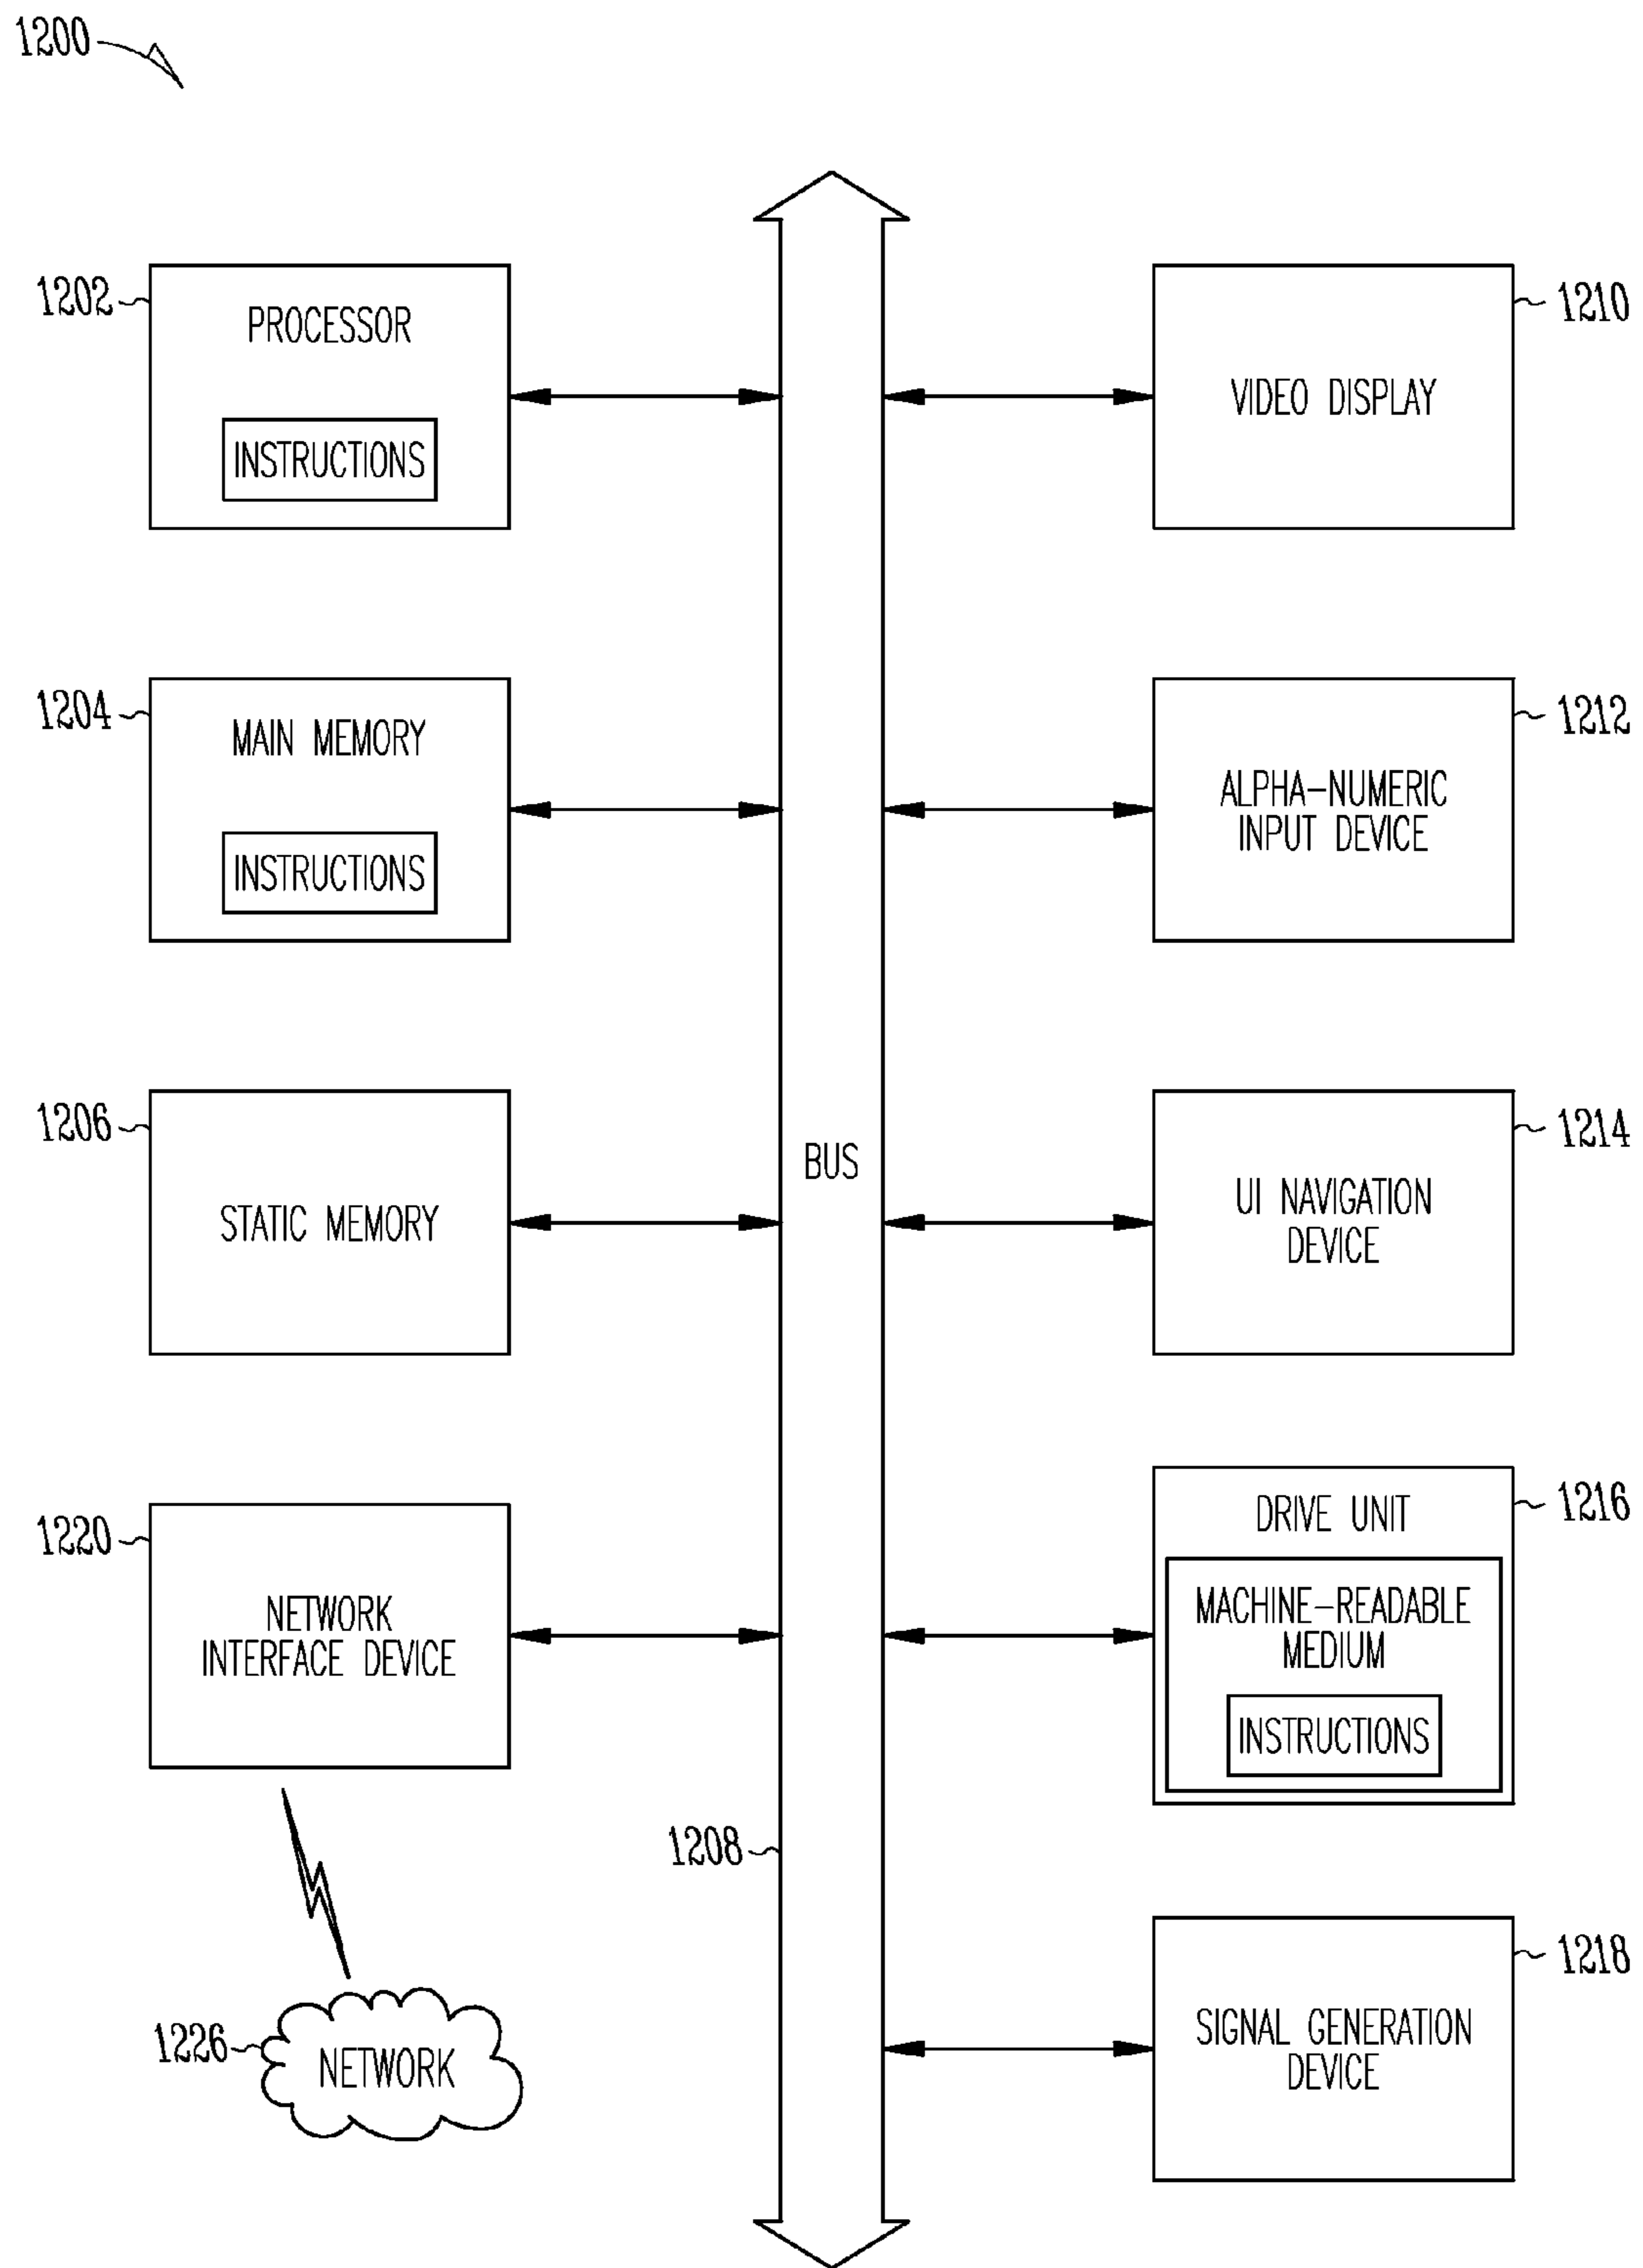 1200
1202
PROCESSOR
INSTRUCTIONS
1204
MAIN MEMORY
INSTRUCTIONS
1206
STATIC MEMORY
1220
NETWORK
INTERFACE DEVICE
1226
NETWORK
BUS
1208
1210
VIDEO DISPLAY
1212
ALPHA-NUMERIC
INPUT DEVICE
1214
UI NAVIGATION
DEVICE
1216
DRIVE UNIT
MACHINE-READABLE
MEDIUM
INSTRUCTIONS
1218
SIGNAL GENERATION
DEVICE